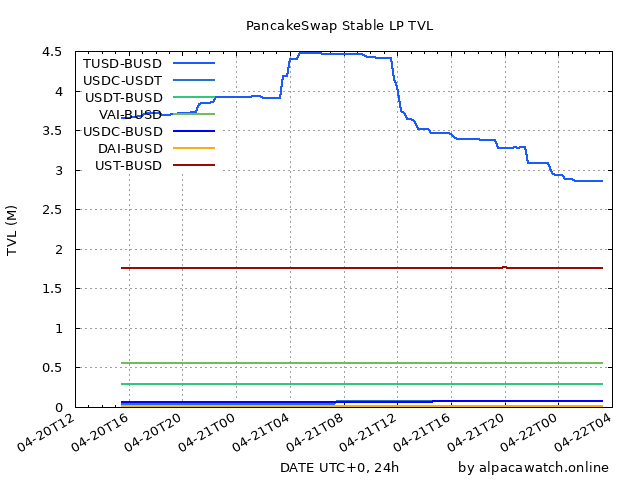 PancakeSwap Stable LP TVL
TVL (M)
4.5
4
3.5
3
2.5
2
1.5
1
0.5
0
TUSD-BUSD
USDC-USDT
USDT-BUSD
VAI-BUSD
USDC-BUSD
DAI-BUSD
UST-BUSD
04-20T12
04-20T16
04-20T20
04-21T00
04-21T04
04-21T08
04-21T12
04-21T16
04-21T20
04-22T00
04-22T04
DATE UTC+0, 24h
by alpacawatch.online